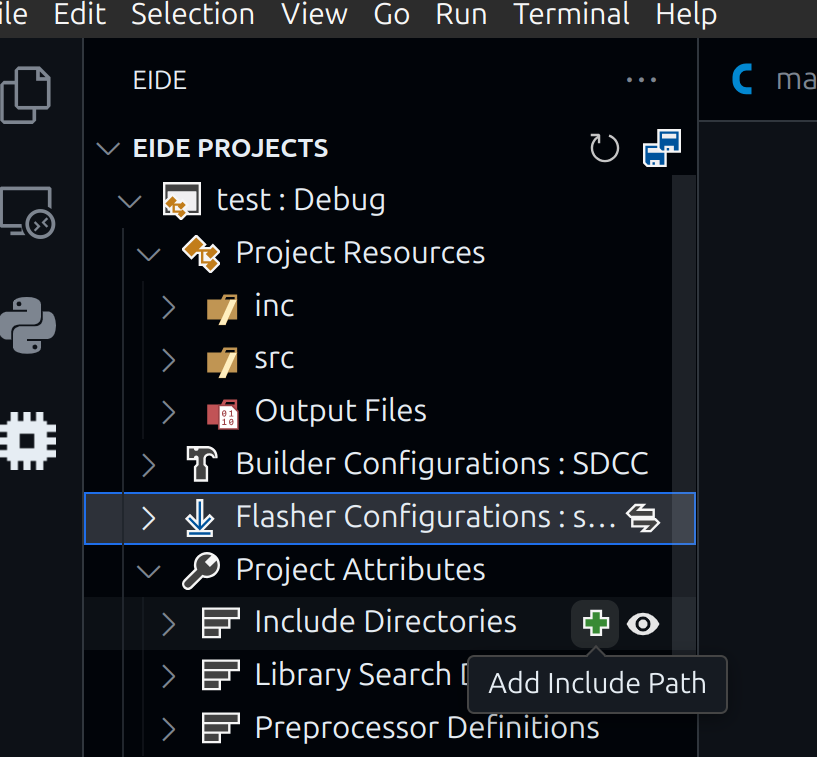 ile Edit Selection View Go Run Terminal Help
EIDE
ma
EIDE PROJECTS
test : Debug
Project Resources
inc
src
Output Files
Builder Configurations : SDCC
Flasher Configurations : s...
Project Attributes
Include Directories
Library Search D
Add Include Path
Preprocessor Definitions